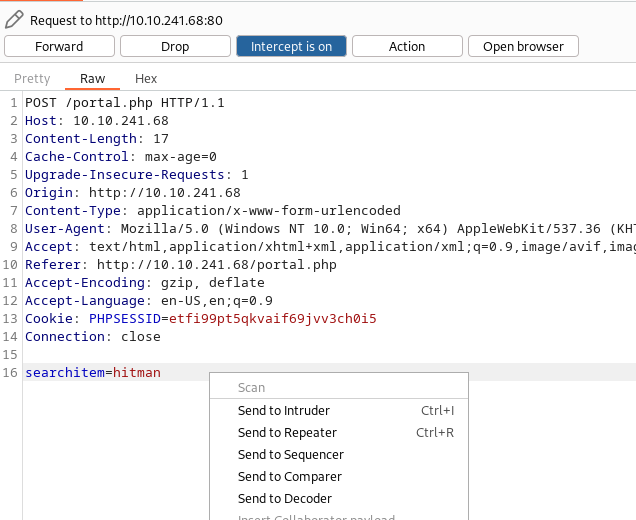 Request to http://10.10.241.68:80
Forward Drop Intercept is on Action Open browser
Pretty Raw Hex
1 POST /portal.php HTTP/1.1
2 Host: 10.10.241.68
3 Content-Length: 17
4 Cache-Control: max-age=0
5 Upgrade-Insecure-Requests: 1
6 Origin: http://10.10.241.68
7 Content-Type: application/x-www-form-urlencoded
8 User-Agent: Mozilla/5.0 (Windows NT 10.0; Win64; x64) AppleWebKit/537.36 (KHT
9 Accept: text/html,application/xhtml+xml,application/xml;q=0.9,image/avif,imag
10 Referer: http://10.10.241.68/portal.php
11 Accept-Encoding: gzip, deflate
12 Accept-Language: en-US,en;q=0.9
13 Cookie: PHPSESSID=etfi99pt5qkvaif69jvv3ch0i5
14 Connection: close
15
16 searchitem=hitman
Scan
Send to Intruder Ctrl+I
Send to Repeater Ctrl+R
Send to Sequencer
Send to Comparer
Send to Decoder
Insert Collaborator payload